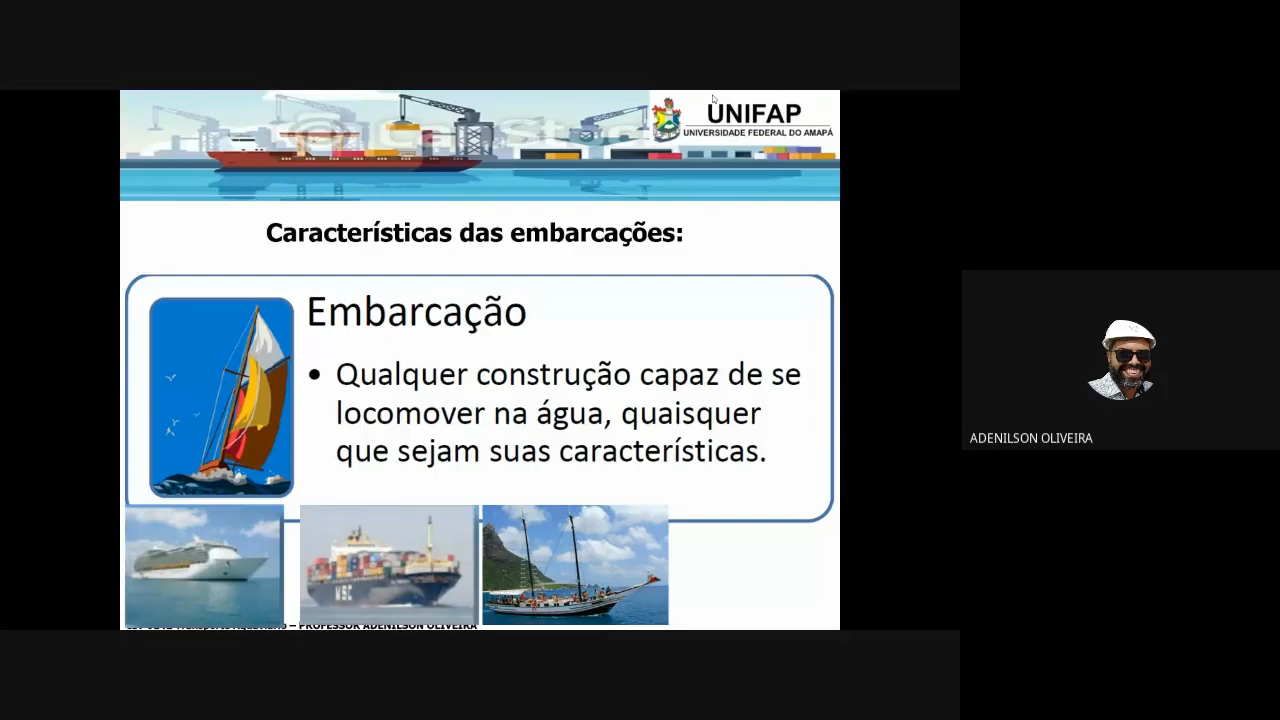 UNIFAP
UNIVERSIDADE FEDERAL DO AMAPÁ
Características das embarcações:
Embarcação
• Qualquer construção capaz de se
locomover na água, quaisquer
que sejam suas características.
MSC
– PROFESSOR ADENILSON OLIVEIRA
ADENILSON OLIVEIRA